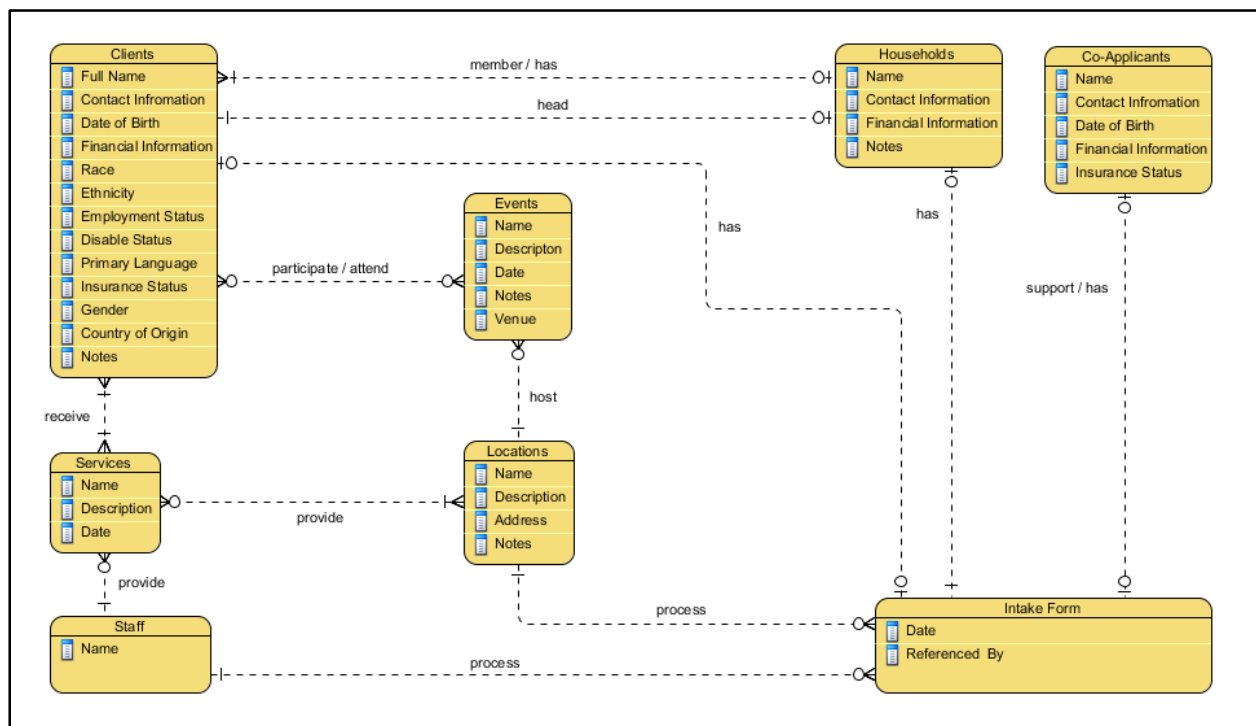 Clients
Full Name
Contact Infromation
Date of Birth
Financial Information
Race
Ethnicity
Employment Status
Disable Status
Primary Language
Insurance Status
Gender
Country of Origin
Notes
member / has
head
Households
Name
Contact Information
Financial Information
Notes
Co-Applicants
Name
Contact Infromation
Date of Birth
Financial Information
Insurance Status
has
has
support / has
participate / attend
Events
Name
Descripton
Date
Notes
Venue
host
receive
Services
Name
Description
Date
provide
Locations
Name
Description
Address
Notes
provide
Staff
Name
process
process
Intake Form
Date
Referenced By